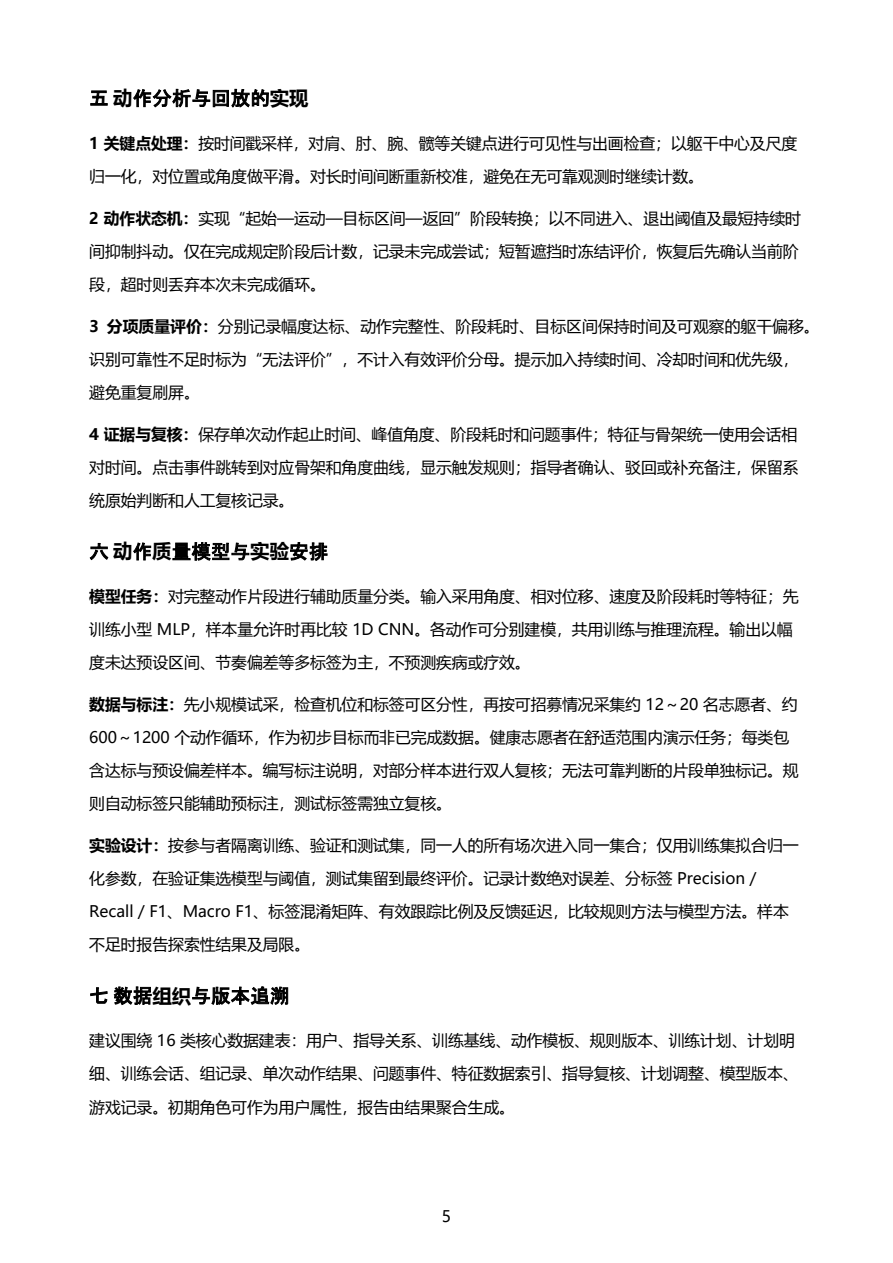 五 动作分析与回放的实现
1 关键点处理：按时间戳采样，对肩、肘、腕、髋等关键点进行可见性与出画检查；以躯干中心及尺度
归一化，对位置或角度做平滑。对长时间间断重新校准，避免在无可靠观测时继续计数。
2 动作状态机：实现“起始—运动—目标区间—返回”阶段转换；以不同进入、退出阈值及最短持续时
间抑制抖动。仅在完成规定阶段后计数，记录未完成尝试；短暂遮挡时冻结评价，恢复后先确认当前阶
段，超时则丢弃本次未完成循环。
3 分项质量评价：分别记录幅度达标、动作完整性、阶段耗时、目标区间保持时间及可观察的躯干偏移。
识别可靠性不足时标为“无法评价”，不计入有效评价分母。提示加入持续时间、冷却时间和优先级，
避免重复刷屏。
4 证据与复核：保存单次动作起止时间、峰值角度、阶段耗时和问题事件；特征与骨架统一使用会话相
对时间。点击事件跳转到对应骨架和角度曲线，显示触发规则；指导者确认、驳回或补充备注，保留系
统原始判断和人工复核记录。
六 动作质量模型与实验安排
模型任务：对完整动作片段进行辅助质量分类。输入采用角度、相对位移、速度及阶段耗时等特征；先
训练小型 MLP，样本量允许时再比较 1D CNN。各动作可分别建模，共用训练与推理流程。输出以幅
度未达预设区间、节奏偏差等多标签为主，不预测疾病或疗效。
数据与标注：先小规模试采，检查机位和标签可区分性，再按可招募情况采集约 12～20 名志愿者、约
600～1200 个动作循环，作为初步目标而非已完成数据。健康志愿者在舒适范围内演示任务；每类包
含达标与预设偏差样本。编写标注说明，对部分样本进行双人复核；无法可靠判断的片段单独标记。规
则自动标签只能辅助预标注，测试标签需独立复核。
实验设计：按参与者隔离训练、验证和测试集，同一人的所有场次进入同一集合；仅用训练集拟合归一
化参数，在验证集选模型与阈值，测试集留到最终评价。记录计数绝对误差、分标签 Precision /
Recall / F1、Macro F1、标签混淆矩阵、有效跟踪比例及反馈延迟，比较规则方法与模型方法。样本
不足时报告探索性结果及局限。
七 数据组织与版本追溯
建议围绕 16 类核心数据建表：用户、指导关系、训练基线、动作模板、规则版本、训练计划、计划明
细、训练会话、组记录、单次动作结果、问题事件、特征数据索引、指导复核、计划调整、模型版本、
游戏记录。初期角色可作为用户属性，报告由结果聚合生成。
5